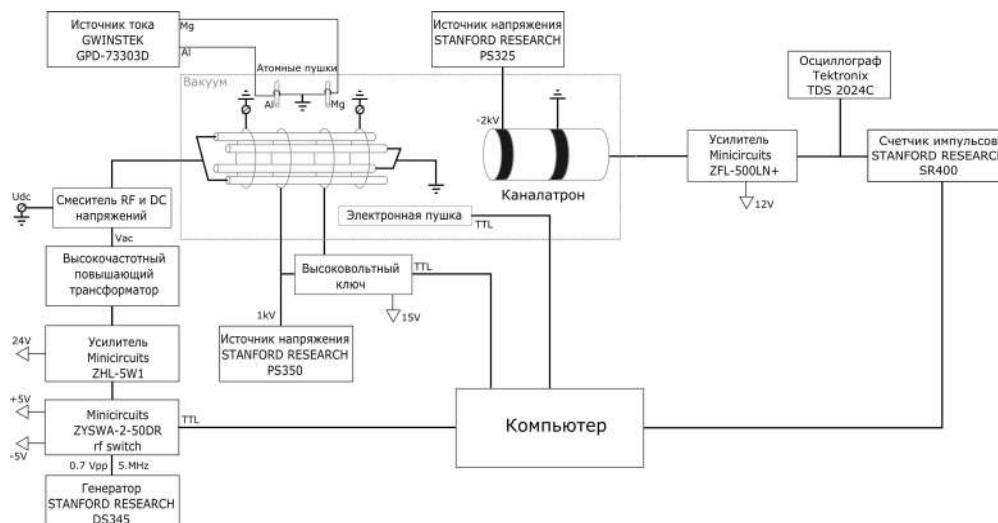 Источник тока
GWINSTEK
GPD-73303D
Mg
Al
Атомные пушки
Al
Mg
Вакуум
Источник напряжения
STANFORD RESEARCH
PS325
-2kV
Каналатрон
Осциллограф
Tektronix
TDS 2024C
Усилитель
Minicircuits
ZFL-500LN+
12V
Счетчик импульсов
STANFORD RESEARCH
SR400
Udc
Смеситель RF и DC
напряжений
Vac
Высокочастотный
повышающий
трансформатор
Электронная пушка
TTL
Высоковольтный
ключ
TTL
15V
1kV
Источник напряжения
STANFORD RESEARCH
PS350
24V
Усилитель
Minicircuits
ZHL-5W1
+5V
-5V
Minicircuits
ZYSWA-2-50DR
rf switch
TTL
Компьютер
0.7 Vpp
5.MHz
Генератор
STANFORD RESEARCH
DS345